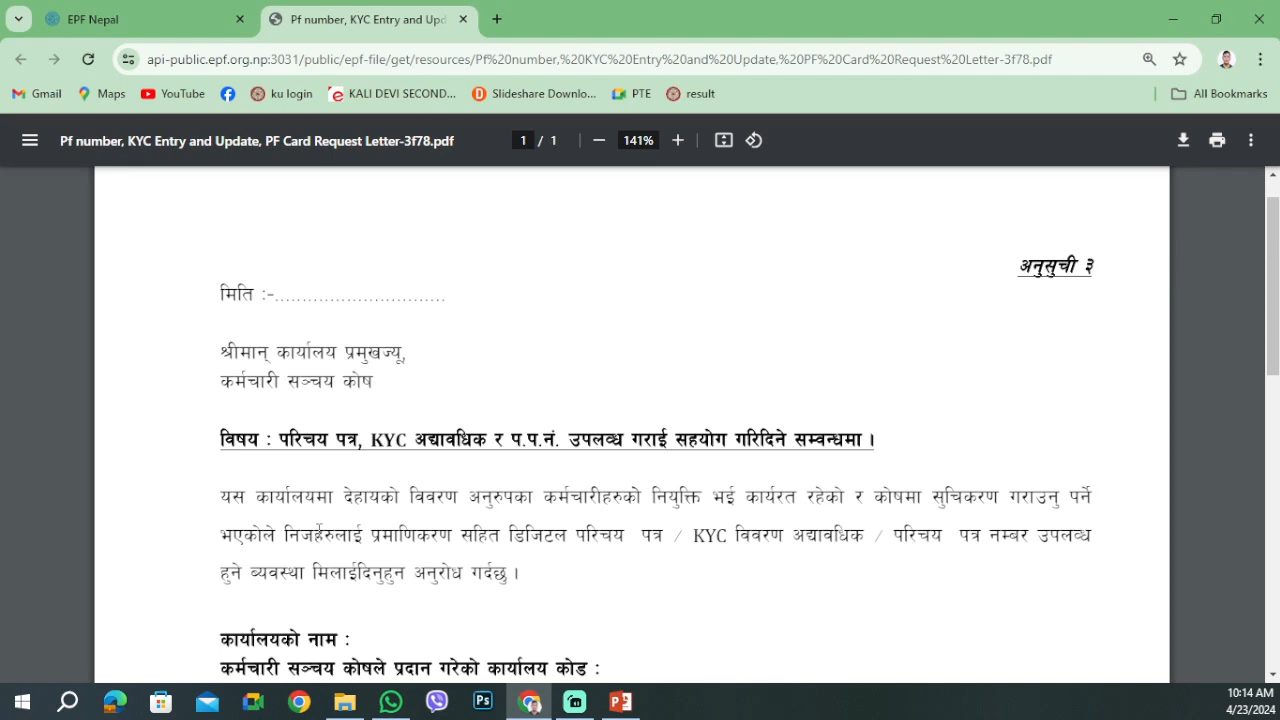 EPF Nepal
Pf number, KYC Entry and Upd
api-public.epf.org.np:3031/public/epf-file/get/resources/Pf%20number,%20KYC%20Entry%20and%20Update,%20PF%20Card%20Request%20Letter-3f78.pdf
Gmail Maps YouTube ku login KALI DEVI SECOND... Slideshare Downlo... PTE result All Bookmarks
Pf number, KYC Entry and Update, PF Card Request Letter-3f78.pdf 1 / 1 141%
अनुसुची ३
मिति :-................................
श्रीमान् कार्यालय प्रमुखज्यू,
कर्मचारी सञ्चय कोष
विषय : परिचय पत्र, KYC अद्यावधिक र प.प.नं. उपलब्ध गराई सहयोग गरिदिने सम्वन्धमा ।
यस कार्यालयमा देहायको विवरण अनुरुपका कर्मचारीहरुको नियुक्ति भई कार्यरत रहेको र कोषमा सुचिकरण गराउनु पर्ने
भएकोले निजहरुलाई प्रमाणिकरण सहित डिजिटल परिचय पत्र / KYC विवरण अद्यावधिक / परिचय पत्र नम्बर उपलब्ध
हुने ब्यवस्था मिलाईदिनुहुन अनुरोध गर्दछु ।
कार्यालयको नाम :
कर्मचारी सञ्चय कोषले प्रदान गरेको कार्यालय कोड :
Ps
10:14 AM
4/23/2024